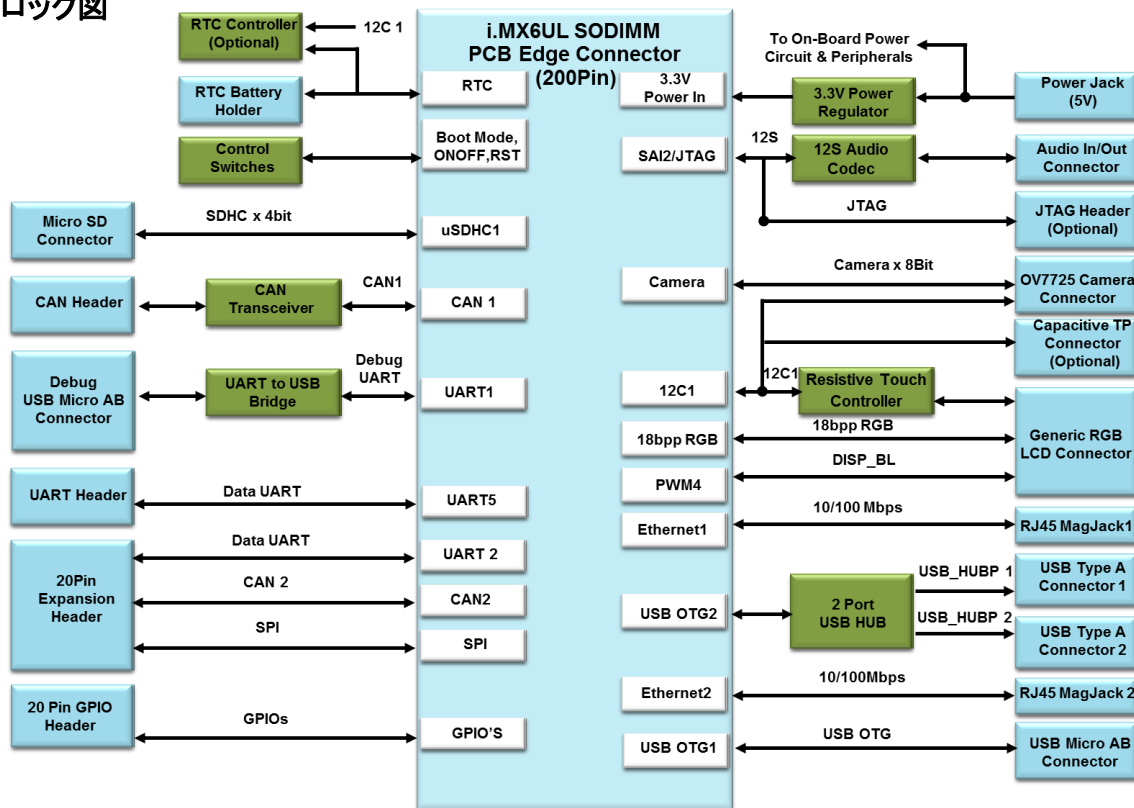 ロック図
RTC Controller
(Optional)
12C 1
RTC Battery
Holder
Control
Switches
Micro SD
Connector
SDHC x 4bit
CAN Header
CAN
Transceiver
CAN1
Debug
USB Micro AB
Connector
UART to USB
Bridge
Debug
UART
UART Header
Data UART
20Pin
Expansion
Header
Data UART
CAN 2
SPI
20 Pin GPIO
Header
GPIOs
i.MX6UL SODIMM
PCB Edge Connector
(200Pin)
RTC
Boot Mode,
ONOFF,RST
uSDHC1
CAN 1
UART1
UART5
UART 2
CAN2
SPI
GPIO'S
3.3V
Power In
SAI2/JTAG
Camera
12C1
18bpp RGB
PWM4
Ethernet1
USB OTG2
Ethernet2
USB OTG1
To On-Board Power
Circuit & Peripherals
3.3V Power
Regulator
Power Jack
(5V)
12S
12S Audio
Codec
Audio In/Out
Connector
JTAG
JTAG Header
(Optional)
Camera x 8Bit
OV7725 Camera
Connector
Capacitive TP
Connector
(Optional)
12C1
Resistive Touch
Controller
18bpp RGB
DISP_BL
Generic RGB
LCD Connector
10/100 Mbps
RJ45 MagJack1
2 Port
USB HUB
USB_HUBP 1
USB Type A
Connector 1
USB_HUBP 2
USB Type A
Connector 2
10/100Mbps
RJ45 MagJack 2
USB OTG
USB Micro AB
Connector